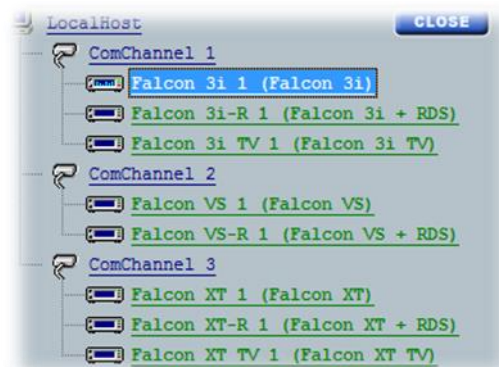 LocalHost CLOSE
ComChannel 1
Falcon 3i 1 (Falcon 3i)
Falcon 3i-R 1 (Falcon 3i + RDS)
Falcon 3i TV 1 (Falcon 3i TV)
ComChannel 2
Falcon VS 1 (Falcon VS)
Falcon VS-R 1 (Falcon VS + RDS)
ComChannel 3
Falcon XT 1 (Falcon XT)
Falcon XT-R 1 (Falcon XT + RDS)
Falcon XT TV 1 (Falcon XT TV)